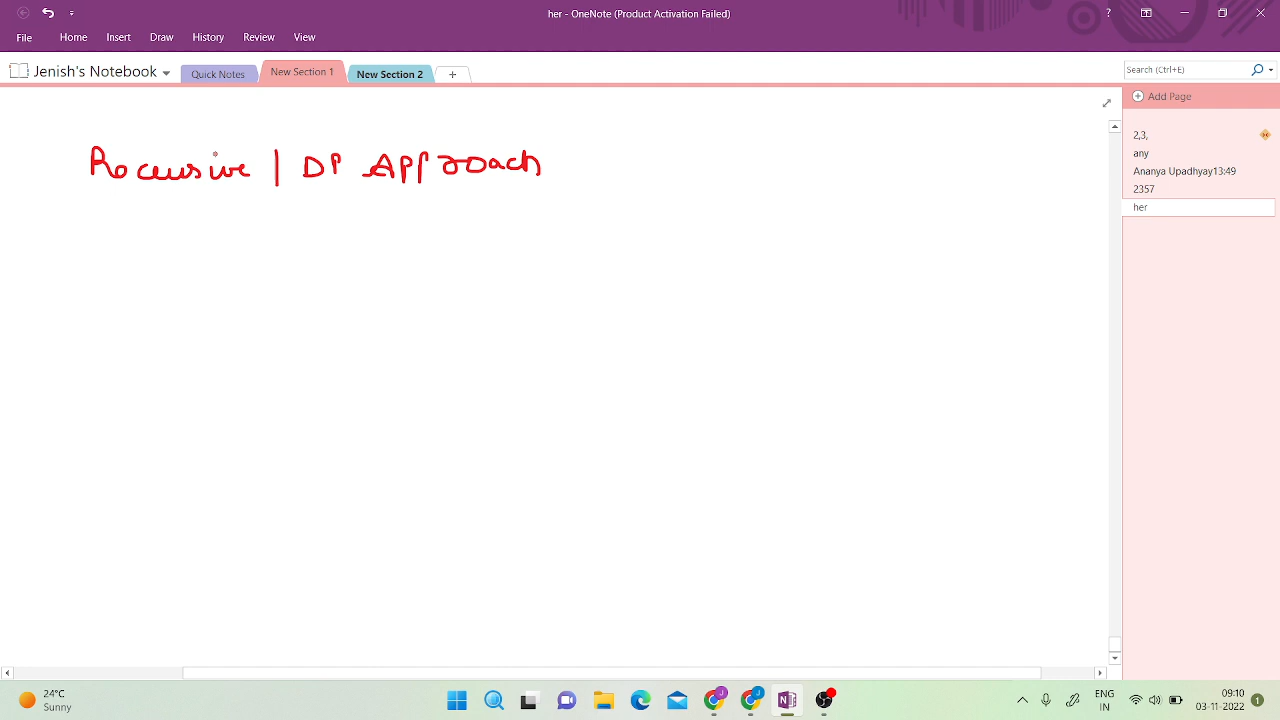 her - OneNote (Product Activation Failed)
?
File Home Insert Draw History Review View
Jenish's Notebook
Quick Notes
New Section 1
New Section 2
+
Search (Ctrl+E)
Add Page
Recursive | DP Approach
2,3,
any
Ananya Upadhyay13:49
2357
her
24°C
Sunny
ENG
IN
08:10
03-11-2022
1